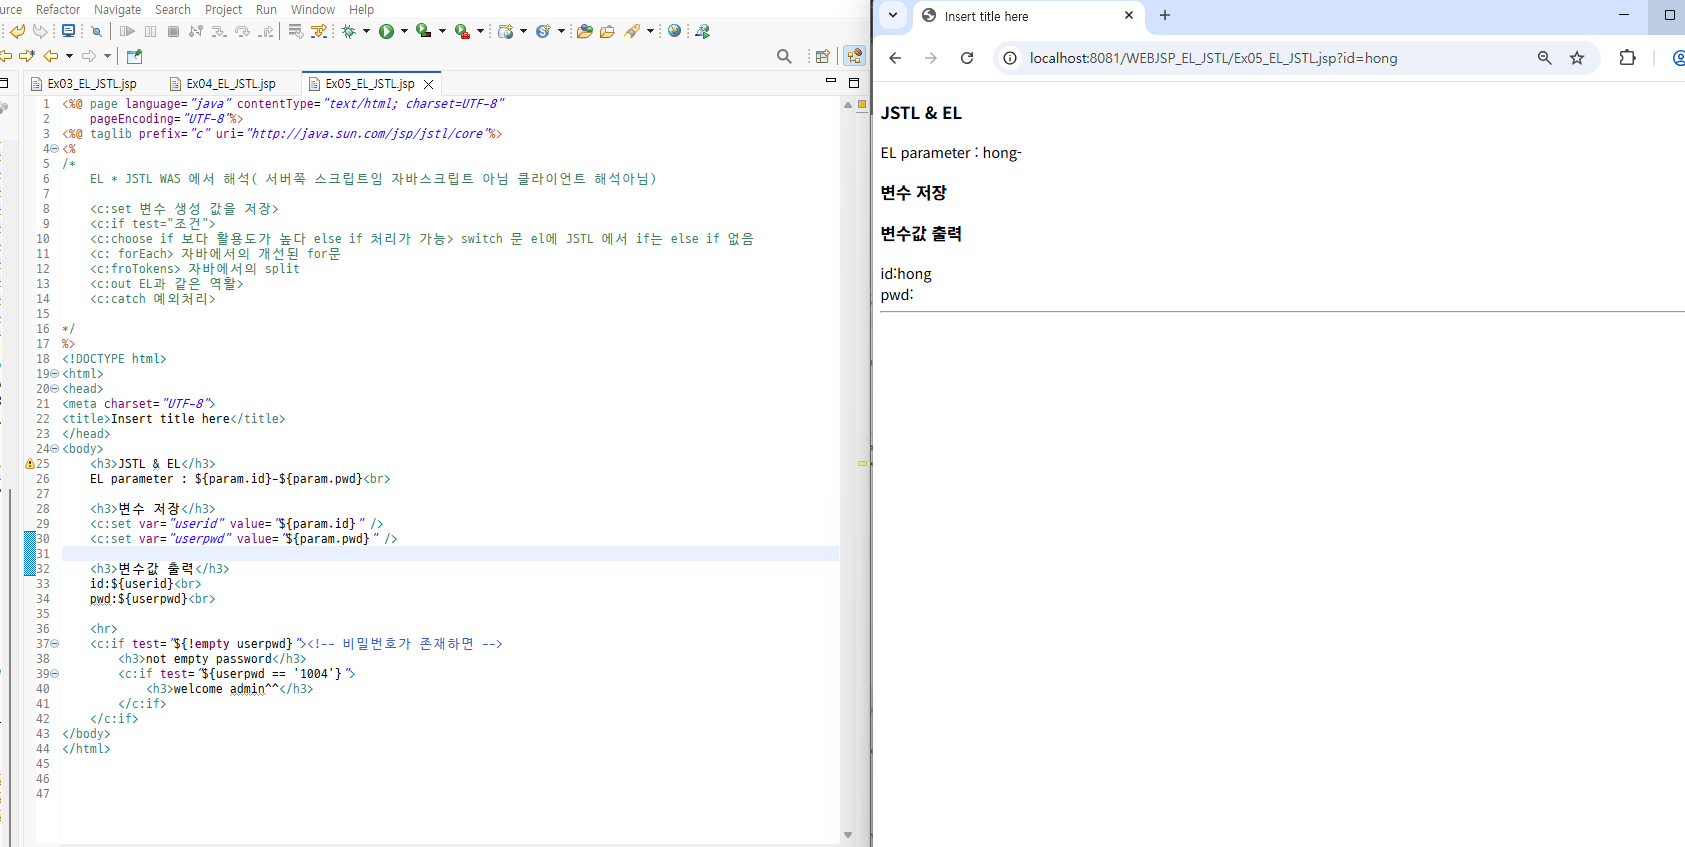 urce Refactor Navigate Search Project Run Window Help
Ex03_EL_JSTL.jsp Ex04_EL_JSTL.jsp Ex05_EL_JSTL.jsp
1 <%@ page language="java" contentType="text/html; charset=UTF-8"
2 pageEncoding="UTF-8"%>
3 <%@ taglib prefix="c" uri="http://java.sun.com/jsp/jstl/core"%>
4 <%
5 /*
6 EL * JSTL WAS 에서 해석( 서버쪽 스크립트임 자바스크립트 아님 클라이언트 해석아님)
7
8 <c:set 변수 생성 값을 저장>
9 <c:if test="조건">
10 <c:choose if 보다 활용도가 높다 else if 처리가 가능> switch 문 el에 JSTL 에서 if는 else if 없음
11 <c: forEach> 자바에서의 개선된 for문
12 <c:froTokens> 자바에서의 split
13 <c:out EL과 같은 역활>
14 <c:catch 예외처리>
15
16 */
17 %>
18 <!DOCTYPE html>
19 <html>
20 <head>
21 <meta charset="UTF-8">
22 <title>Insert title here</title>
23 </head>
24 <body>
25 <h3>JSTL & EL</h3>
26 EL parameter : ${param.id}-${param.pwd}<br>
27
28 <h3>변수 저장</h3>
29 <c:set var="userid" value="${param.id}" />
30 <c:set var="userpwd" value="${param.pwd}" />
31
32 <h3>변수값 출력</h3>
33 id:${userid}<br>
34 pwd:${userpwd}<br>
35
36 <hr>
37 <c:if test="${!empty userpwd}"><!-- 비밀번호가 존재하면 -->
38 <h3>not empty password</h3>
39 <c:if test="${userpwd == '1004'}">
40 <h3>welcome admin^^</h3>
41 </c:if>
42 </c:if>
43 </body>
44 </html>
45
46
47
Insert title here
localhost:8081/WEBJSP_EL_JSTL/Ex05_EL_JSTL.jsp?id=hong
JSTL & EL
EL parameter : hong-
변수 저장
변수값 출력
id:hong
pwd: